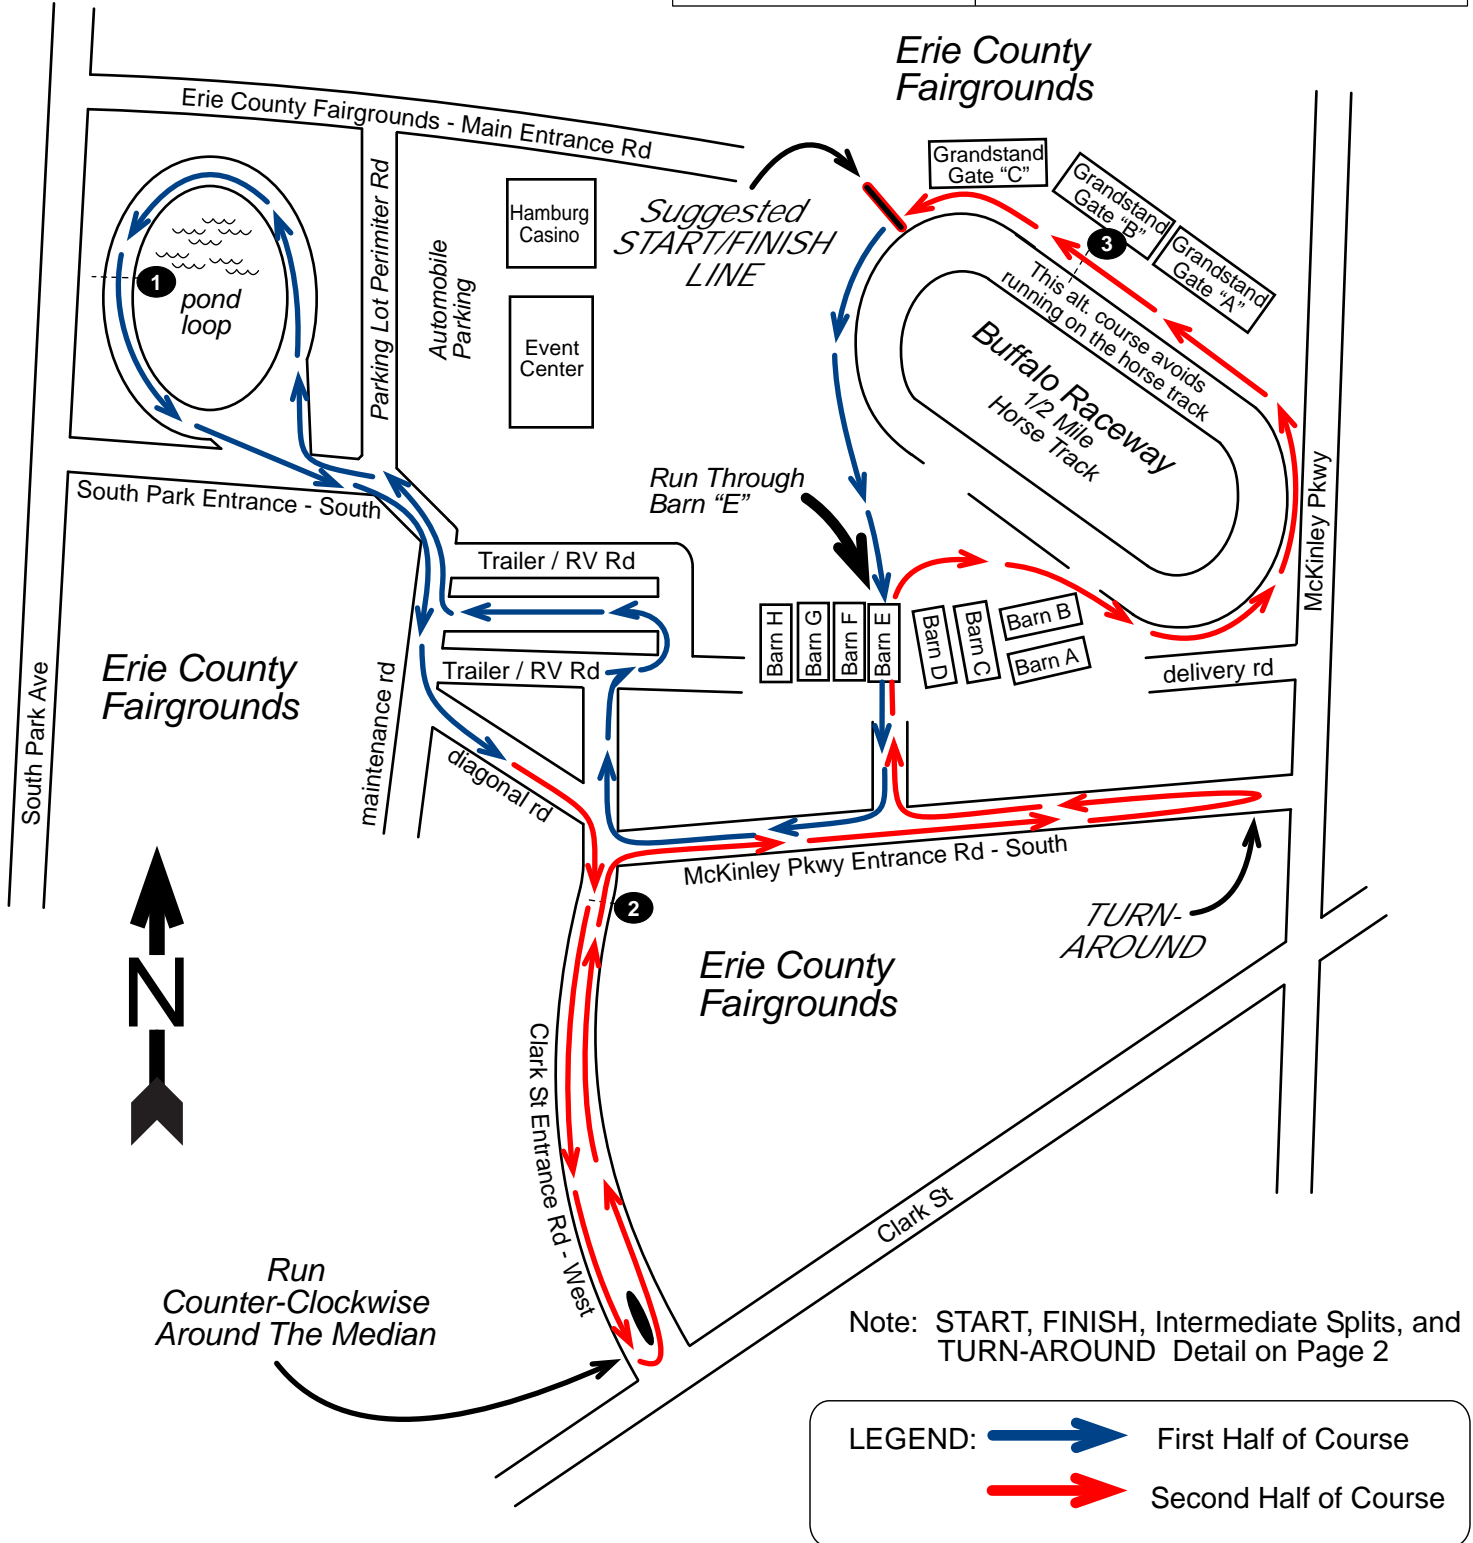 Erie County
Fairgrounds
Erie County Fairgrounds - Main Entrance Rd
Grandstand
Gate "C"
Grandstand
Gate "B"
Grandstand
Gate "A"
3
Parking Lot Perimiter Rd
Hamburg
Casino
Suggested
START/FINISH
LINE
Automobile
Parking
1
pond
loop
Event
Center
This alt. course avoids
running on the horse track
Buffalo Raceway
1/2 Mile
Horse Track
McKinley Pkwy
Run Through
Barn "E"
South Park Entrance - South
Trailer / RV Rd
Barn H
Barn G
Barn F
Barn E
Barn D
Barn C
Barn B
Barn A
Trailer / RV Rd
delivery rd
Erie County
Fairgrounds
South Park Ave
maintenance rd
diagonal rd
McKinley Pkwy Entrance Rd - South
2
TURN-
AROUND
Erie County
Fairgrounds
N
Clark St Entrance Rd - West
Clark St
Run
Counter-Clockwise
Around The Median
Note: START, FINISH, Intermediate Splits, and
TURN-AROUND Detail on Page 2
LEGEND:
First Half of Course
Second Half of Course